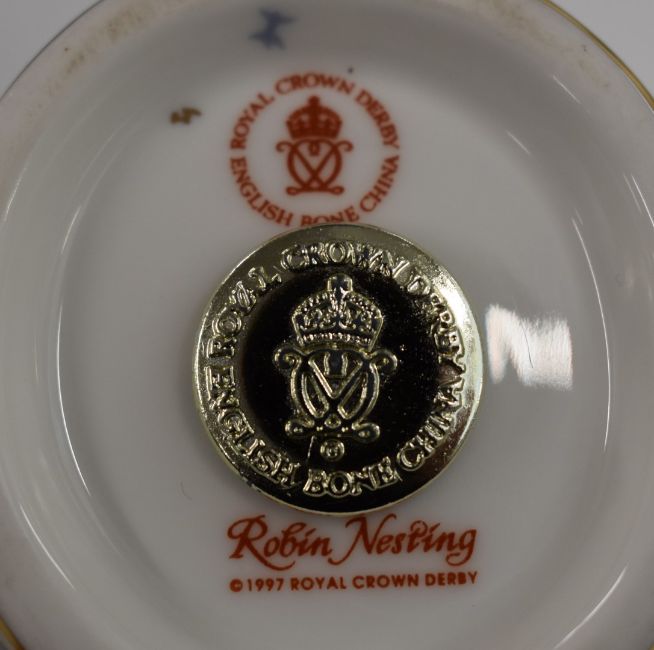 ROYAL CROWN DERBY
ENGLISH BONE CHINA
ROYAL CROWN DERBY
ENGLISH BONE CHINA
Robin Nesting
©1997 ROYAL CROWN DERBY